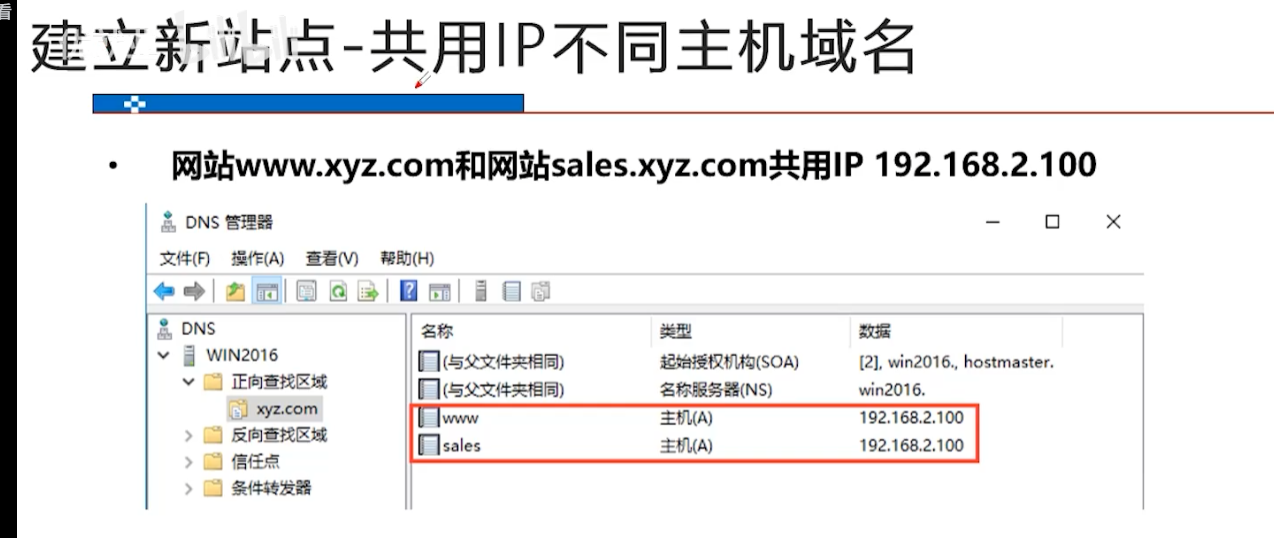 看
建立新站点-共用IP不同主机域名
• 网站www.xyz.com和网站sales.xyz.com共用IP 192.168.2.100
DNS 管理器
文件(F) 操作(A) 查看(V) 帮助(H)
DNS
WIN2016
正向查找区域
xyz.com
反向查找区域
信任点
条件转发器
名称 类型 数据
(与父文件夹相同) 起始授权机构(SOA) [2], win2016., hostmaster.
(与父文件夹相同) 名称服务器(NS) win2016.
www 主机(A) 192.168.2.100
sales 主机(A) 192.168.2.100